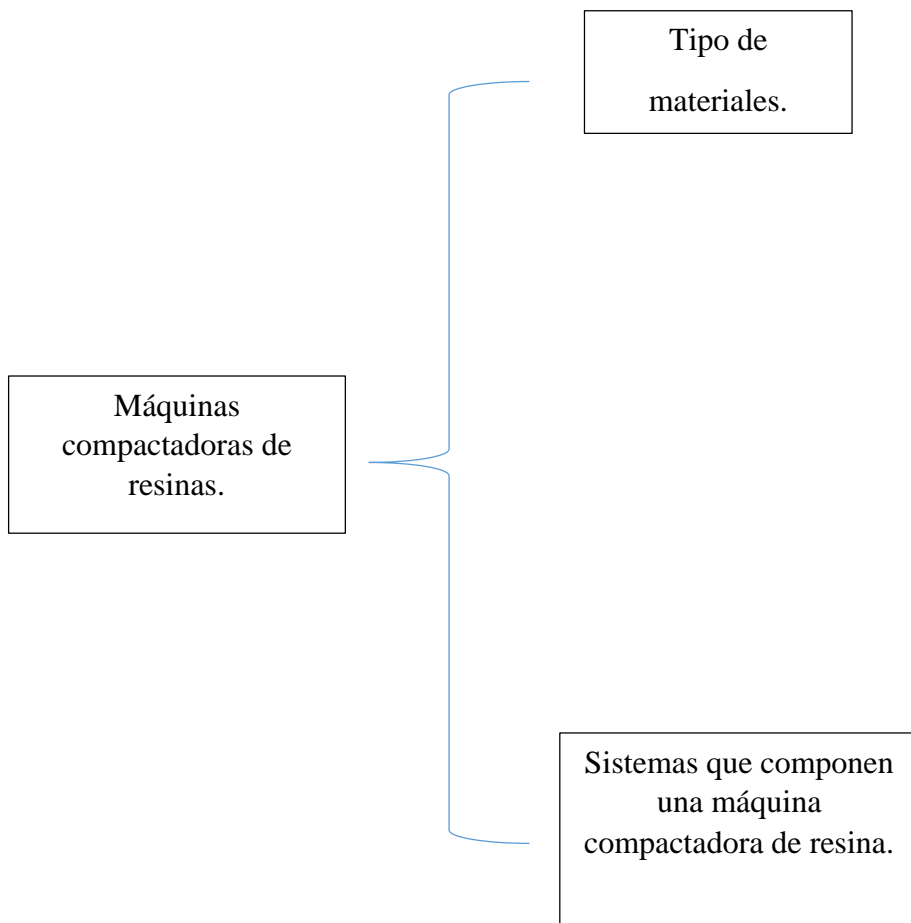 Tipo de
materiales.
Máquinas
compactadoras de
resinas.
Sistemas que componen
una máquina
compactadora de resina.